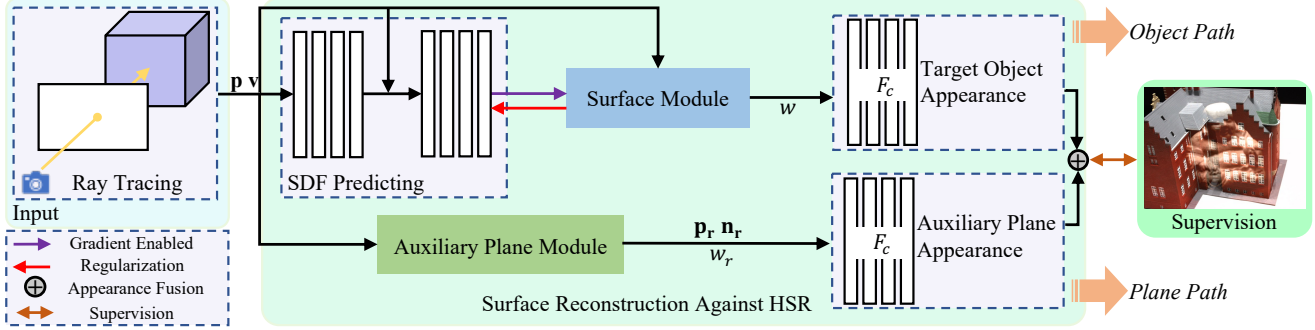 Ray Tracing
Input
p v
SDF Predicting
Surface Module
w
F_c
Target Object
Appearance
Object Path
Auxiliary Plane Module
p_r n_r
w_r
F_c
Auxiliary Plane
Appearance
Plane Path
Supervision
Gradient Enabled
Regularization
Appearance Fusion
Supervision
Surface Reconstruction Against HSR